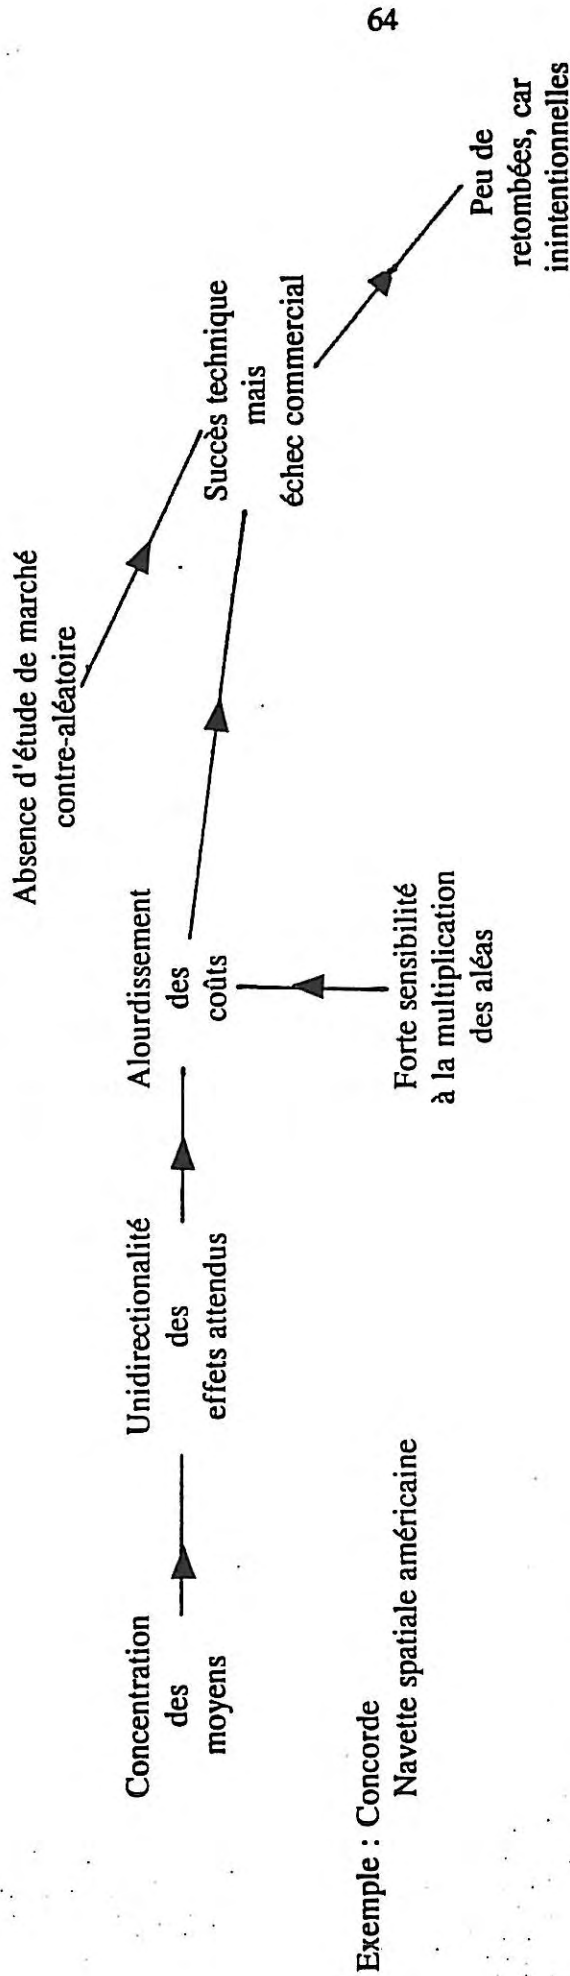 64
Absence d'étude de marché
contre-aléatoire
Concentration
des
moyens
Unidirectionalité
des
effets attendus
Alourdissement
des
coûts
Succès technique
mais
échec commercial
Forte sensibilité
à la multiplication
des aléas
Peu de
retombées, car
inintentionnelles
Exemple : Concorde
Navette spatiale américaine